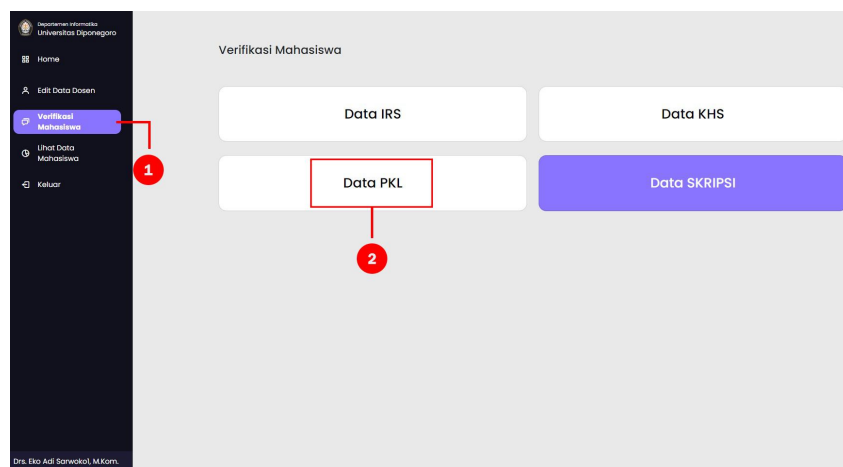 Departemen Informatika
Universitas Diponegoro
Home
Edit Data Dosen
Verifikasi
Mahasiswa
Lihat Data
Mahasiswa
Keluar
Drs. Eko Adi Sarwoko1, M.Kom.
Verifikasi Mahasiswa
Data IRS
Data KHS
Data PKL
Data SKRIPSI
1
2